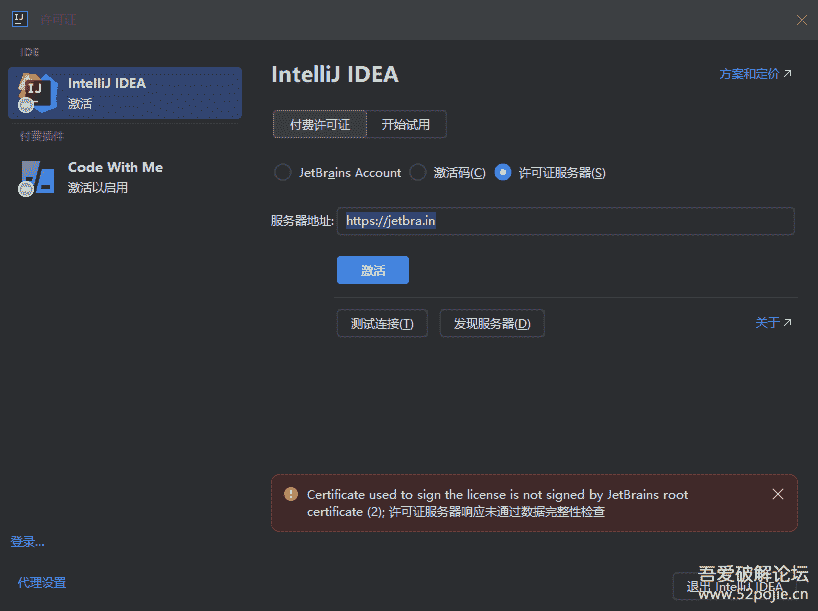 许可证
IDE
IntelliJ IDEA
激活
付费插件
Code With Me
激活以启用
IntelliJ IDEA
方案和定价
付费许可证 开始试用
JetBrains Account 激活码(C) 许可证服务器(S)
服务器地址: https://jetbra.in
激活
测试连接(T) 发现服务器(D) 关于
Certificate used to sign the license is not signed by JetBrains root
certificate (2); 许可证服务器响应未通过数据完整性检查
登录...
代理设置
退出 IntelliJ IDEA
吾爱破解论坛
www.52pojie.cn